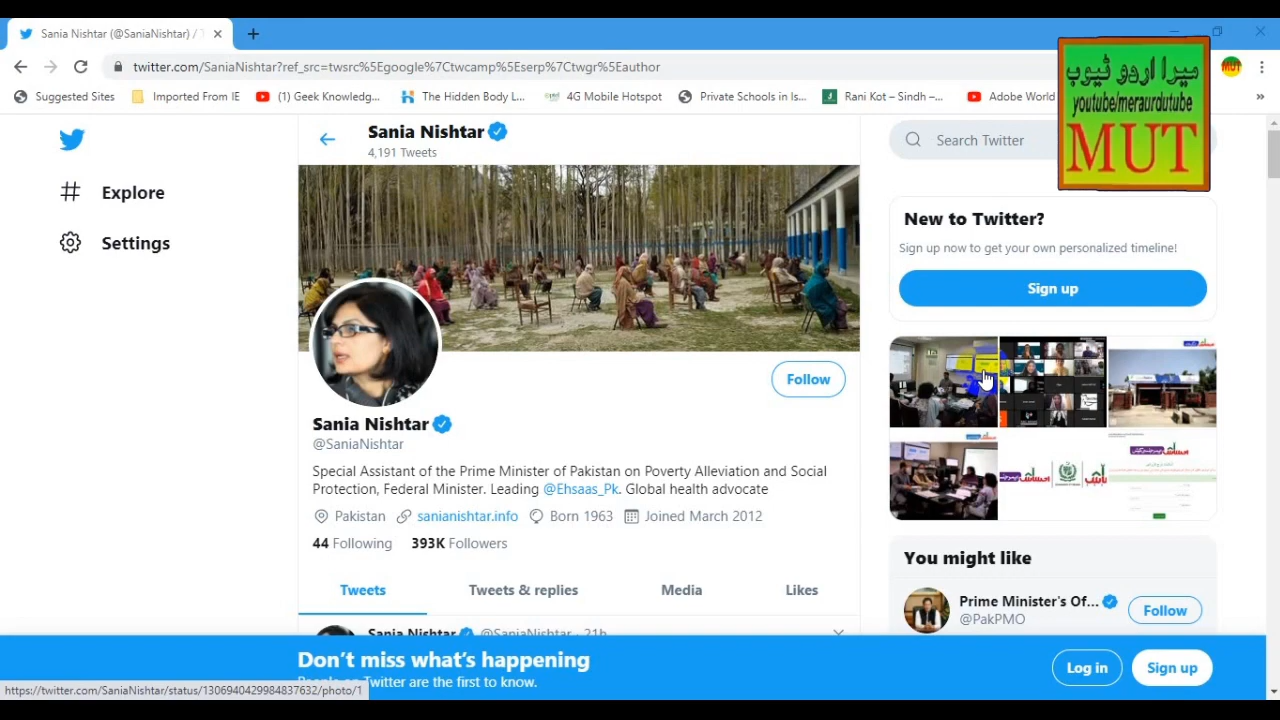 Sania Nishtar (@SaniaNishtar) / T
twitter.com/SaniaNishtar?ref_src=twsrc%5Egoogle%7Ctwcamp%5Eserp%7Ctwgr%5Eauthor
MUT
Suggested Sites
Imported From IE
(1) Geek Knowledg...
The Hidden Body L...
4G Mobile Hotspot
Private Schools in Is...
Rani Kot – Sindh –...
Adobe World
»
میرا اردو ٹیوب
youtube/meraurdutube
MUT
Explore
Settings
Sania Nishtar
4,191 Tweets
Follow
Sania Nishtar
@SaniaNishtar
Special Assistant of the Prime Minister of Pakistan on Poverty Alleviation and Social
Protection, Federal Minister. Leading @Ehsaas_Pk. Global health advocate
Pakistan sanianishtar.info Born 1963 Joined March 2012
44 Following 393K Followers
Tweets Tweets & replies Media Likes
Sania Nishtar @SaniaNishtar · 21h
Search Twitter
New to Twitter?
Sign up now to get your own personalized timeline!
Sign up
You might like
Prime Minister's Of...
@PakPMO
Follow
Don't miss what's happening
People on Twitter are the first to know.
Log in
Sign up
https://twitter.com/SaniaNishtar/status/1306940429984837632/photo/1